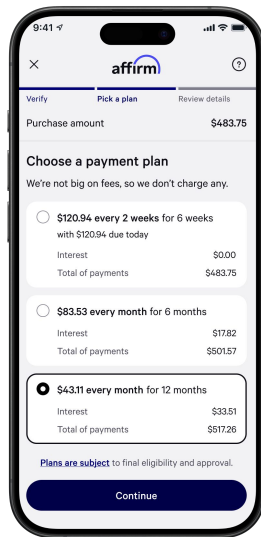 9:41
affirm
?
Verify Pick a plan Review details
Purchase amount $483.75
Choose a payment plan
We're not big on fees, so we don't charge any.
$120.94 every 2 weeks for 6 weeks
with $120.94 due today
Interest $0.00
Total of payments $483.75
$83.53 every month for 6 months
Interest $17.82
Total of payments $501.57
$43.11 every month for 12 months
Interest $33.51
Total of payments $517.26
Plans are subject to final eligibility and approval.
Continue